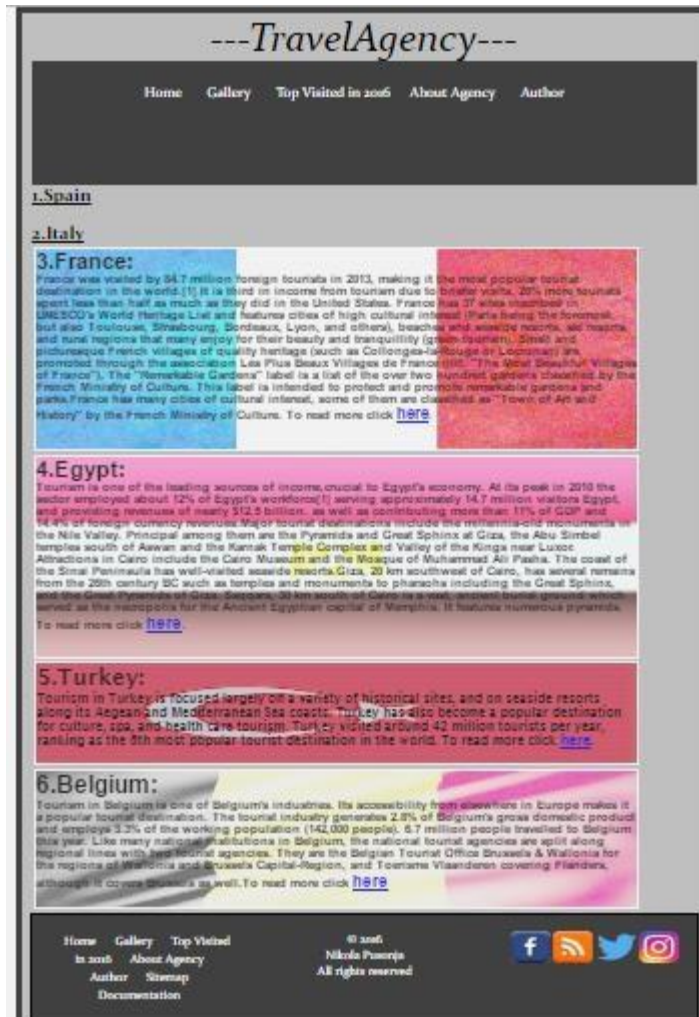 ---TravelAgency---
Home Gallery Top Visited in 2016 About Agency Author
1.Spain
2.Italy
3.France:
France was visited by 84.7 million foreign tourists in 2013, making it the most popular tourist
destination in the world.[1] It is third in income from tourism due to briefer visits. 20% more tourists
spent less than half as much as they did in the United States. France has 37 sites inscribed in
UNESCO's World Heritage List and features cities of high cultural interest (Paris being the foremost,
but also Toulouse, Strasbourg, Bordeaux, Lyon, and others), beaches and seaside resorts, ski resorts,
and rural regions that many enjoy for their beauty and tranquillity (green tourism). Small and
picturesque French villages of quality heritage (such as Collonges-la-Rouge or Locronan) are
promoted through the association Les Plus Beaux Villages de France (lit. "The Most Beautiful Villages
of France"). The "Remarkable Gardens" label is a list of the over two hundred gardens classified by the
French Ministry of Culture. This label is intended to protect and promote remarkable gardens and
parks.France has many cities of cultural interest, some of them are classified as "Town of Art and
History" by the French Ministry of Culture. To read more click here.
4.Egypt:
Tourism is one of the leading sources of income,crucial to Egypt's economy. At its peak in 2010 the
sector employed about 12% of Egypt's workforce[1] serving approximately 14.7 million visitors Egypt,
and providing revenues of nearly $12.5 billion. as well as contributing more than 11% of GDP and
14.4% of foreign currency revenues.Major tourist destinations include the millennia-old monuments in
the Nile Valley. Principal among them are the Pyramids and Great Sphinx at Giza, the Abu Simbel
temples south of Aswan and the Karnak Temple Complex and Valley of the Kings near Luxor.
Attractions in Cairo include the Cairo Museum and the Mosque of Muhammad Ali Pasha. The coast of
the Sinai Peninsula has well-visited seaside resorts.Giza, 20 km southwest of Cairo, has several remains
from the 26th century BC such as temples and monuments to pharaohs including the Great Sphinx,
and the Great Pyramids of Giza. Saqqara, 30 km south of Cairo is a vast, ancient burial ground which
served as the necropolis for the Ancient Egyptian capital of Memphis. It features numerous pyramids.
To read more click here.
5.Turkey:
Tourism in Turkey is focused largely on a variety of historical sites, and on seaside resorts
along its Aegean and Mediterranean Sea coasts. Turkey has also become a popular destination
for culture, spa, and health care tourism. Turkey visited around 42 million tourists per year,
ranking as the 6th most popular tourist destination in the world. To read more click here.
6.Belgium:
Tourism in Belgium is one of Belgium's industries. Its accessibility from elsewhere in Europe makes it
a popular tourist destination. The tourist industry generates 2.8% of Belgium's gross domestic product
and employs 3.3% of the working population (142,000 people). 6.7 million people travelled to Belgium
this year. Like many national institutions in Belgium, the national tourist agencies are split along
regional lines with two tourist agencies. They are the Belgian Tourist Office Brussels & Wallonia for
the regions of Wallonia and Brussels Capital-Region, and Toerisme Vlaanderen covering Flanders,
although it covers Brussels as well.To read more click here
Home Gallery Top Visited
in 2016 About Agency
Author Sitemap
Documentation
© 2016
Nikola
All rights reserved